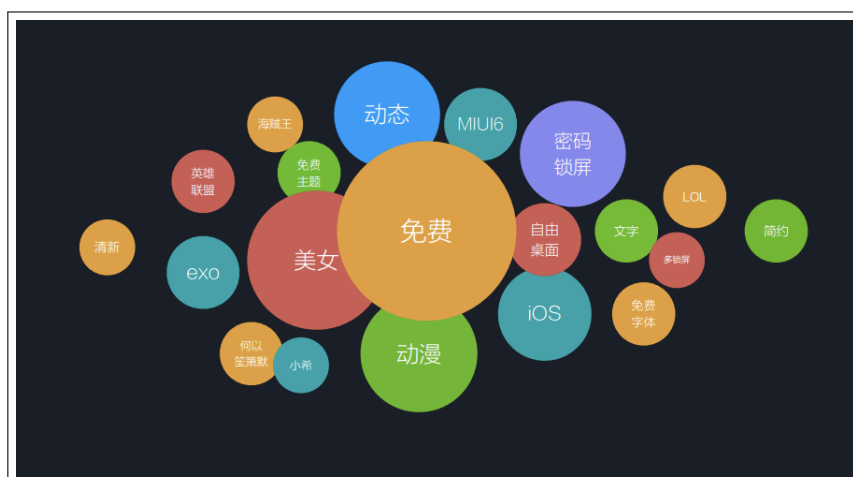 动态
MIUI6
海贼王
密码
锁屏
免费
主题
英雄
联盟
LOL
免费
自由
桌面
文字
简约
清新
美女
多锁屏
exo
iOS
免费
字体
何以
笙箫默
动漫
小希